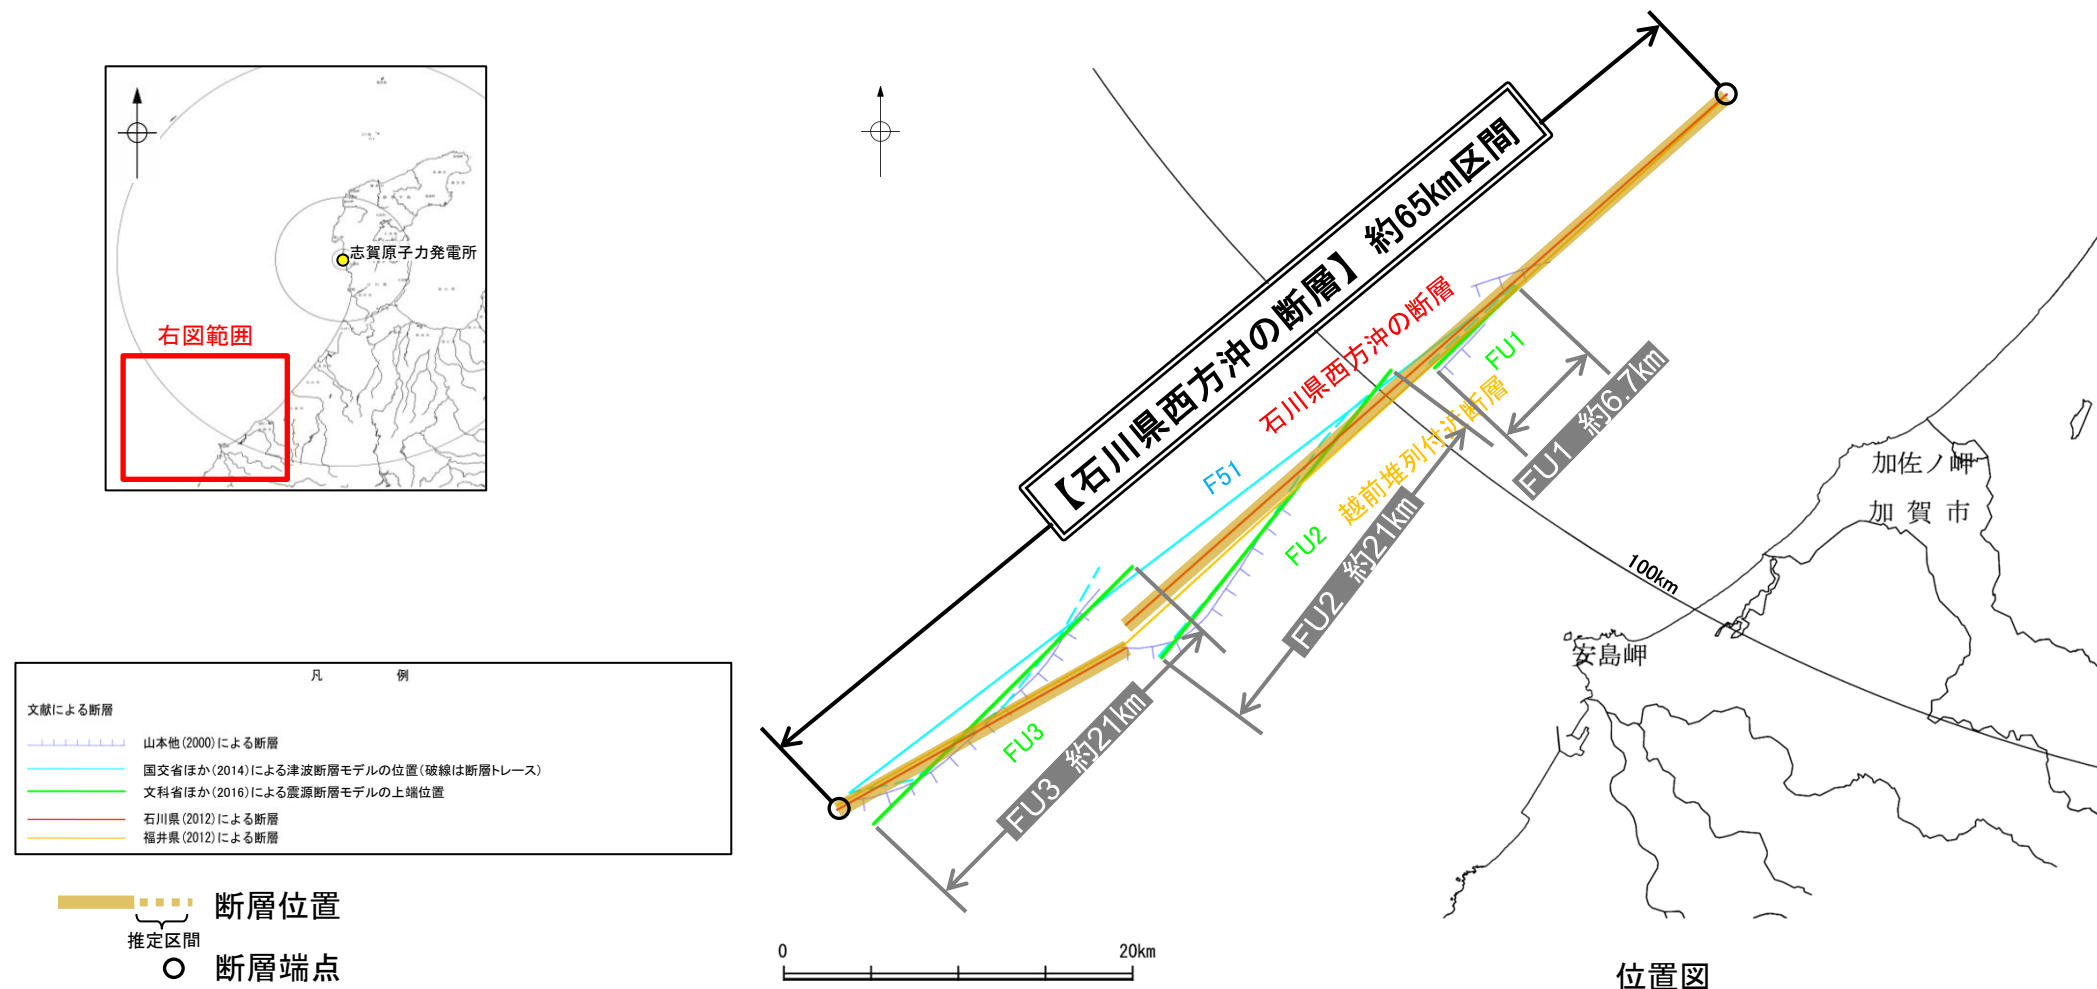 志賀原子力発電所
右図範囲
【石川県西方沖の断層】 約65km区間
石川県西方沖の断層
FU1
FU1 約6.7km
越前堆列付近断層
F51
FU2
FU2 約21km
FU3
FU3 約21km
100km
加佐ノ岬
加賀市
安島岬
凡 例
文献による断層
山本他(2000)による断層
国交省ほか(2014)による津波断層モデルの位置(破線は断層トレース)
文科省ほか(2016)による震源断層モデルの上端位置
石川県(2012)による断層
福井県(2012)による断層
断層位置
推定区間
断層端点
0 20km
位置図